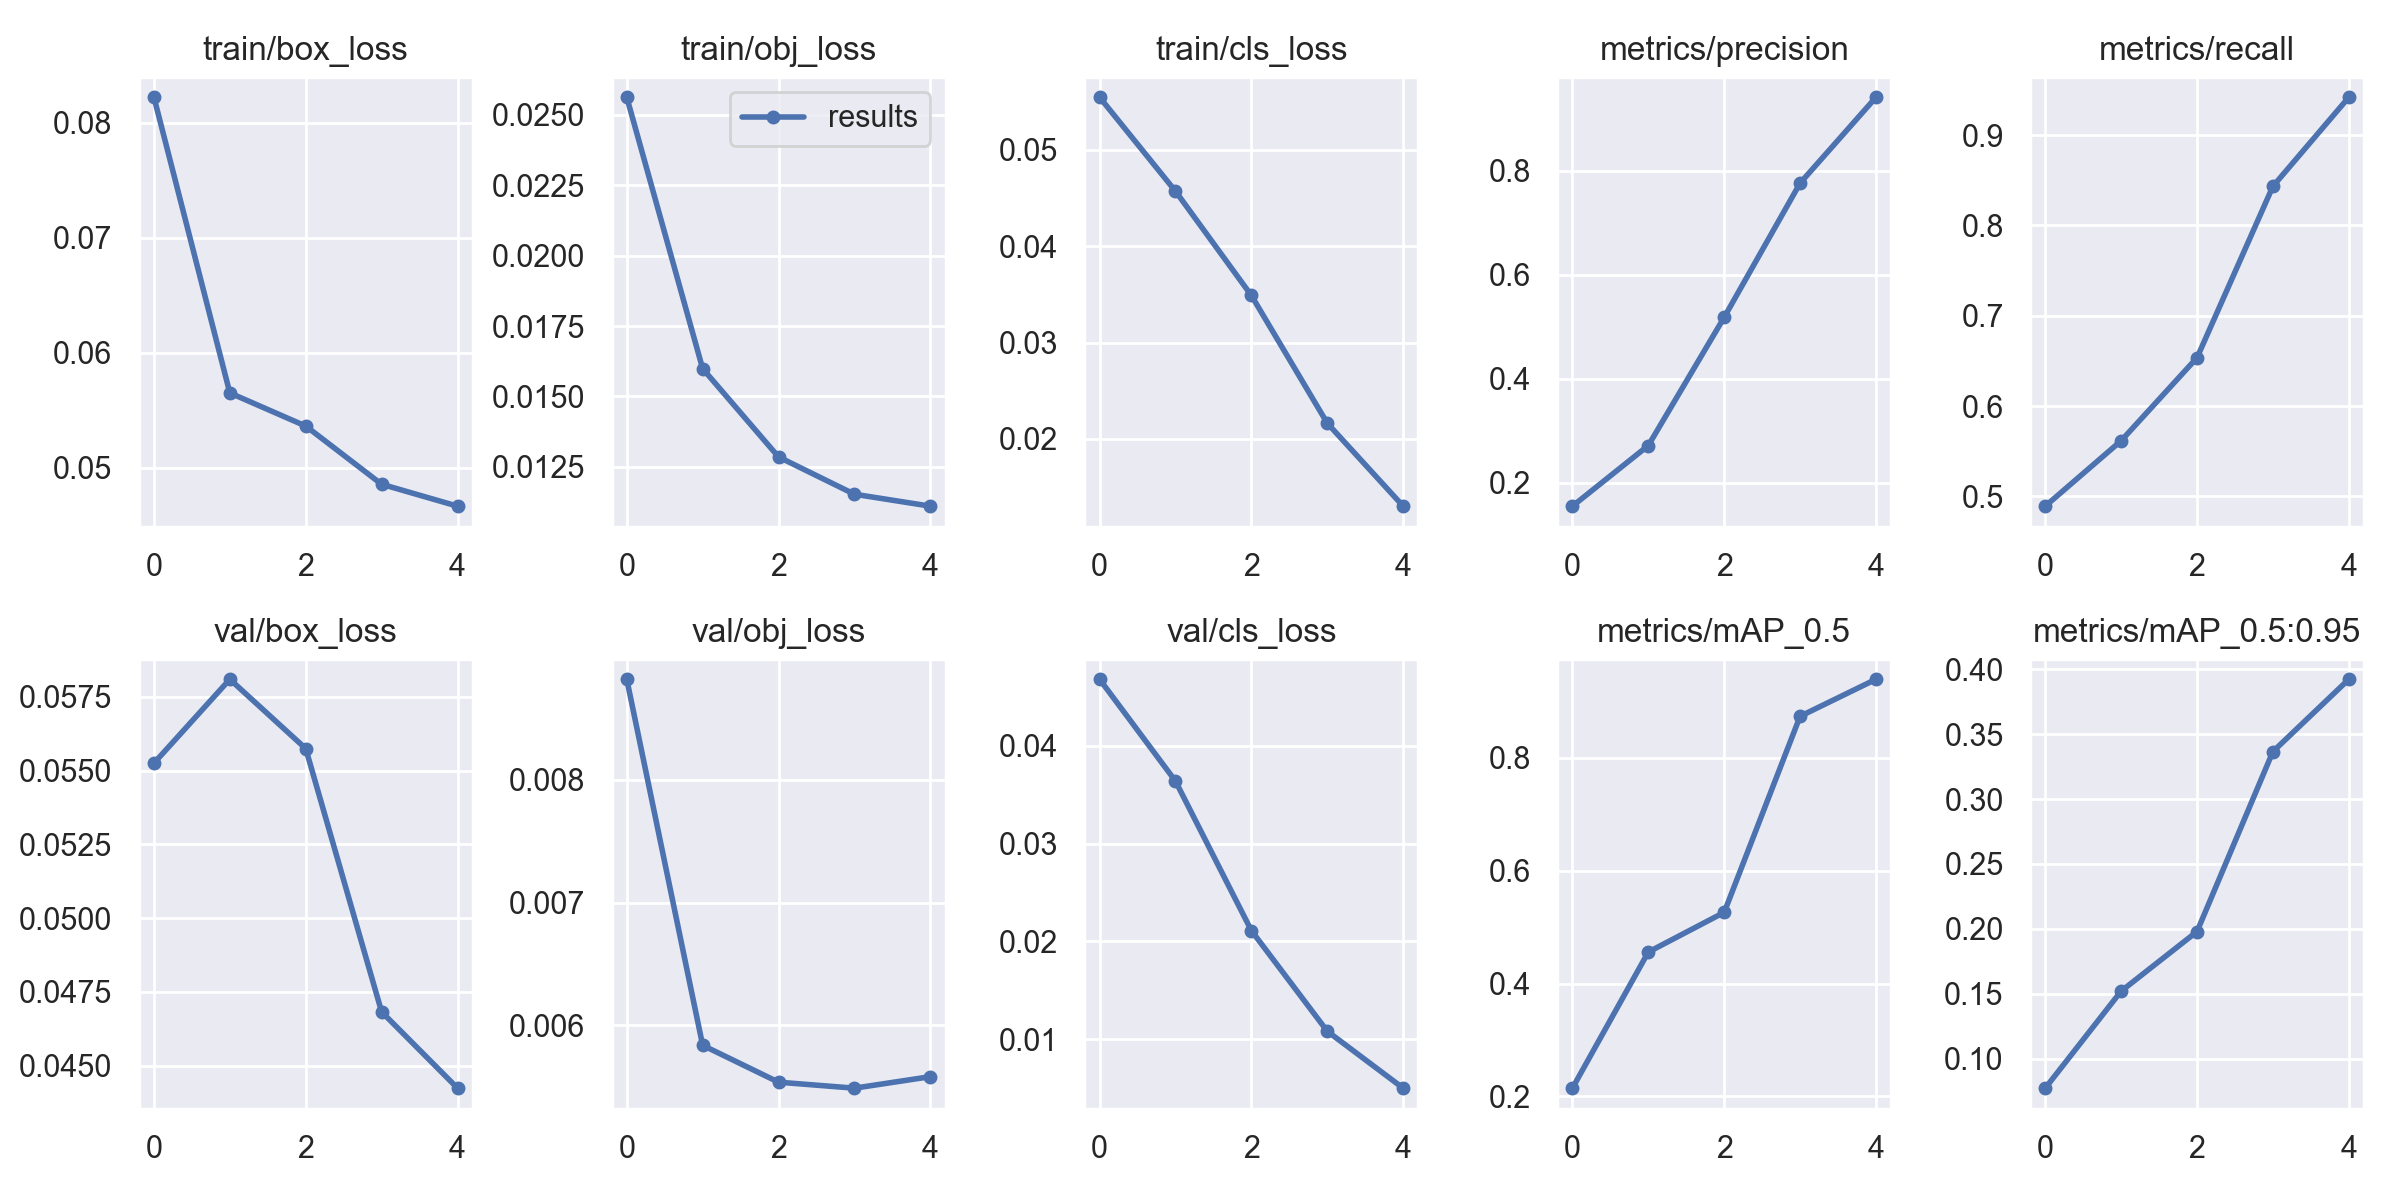 train/box_loss
0.08
0.07
0.06
0.05
0 2 4
train/obj_loss
results
0.0250
0.0225
0.0200
0.0175
0.0150
0.0125
0 2 4
train/cls_loss
0.05
0.04
0.03
0.02
0 2 4
metrics/precision
0.8
0.6
0.4
0.2
0 2 4
metrics/recall
0.9
0.8
0.7
0.6
0.5
0 2 4
val/box_loss
0.0575
0.0550
0.0525
0.0500
0.0475
0.0450
0 2 4
val/obj_loss
0.008
0.007
0.006
0 2 4
val/cls_loss
0.04
0.03
0.02
0.01
0 2 4
metrics/mAP_0.5
0.8
0.6
0.4
0.2
0 2 4
metrics/mAP_0.5:0.95
0.40
0.35
0.30
0.25
0.20
0.15
0.10
0 2 4